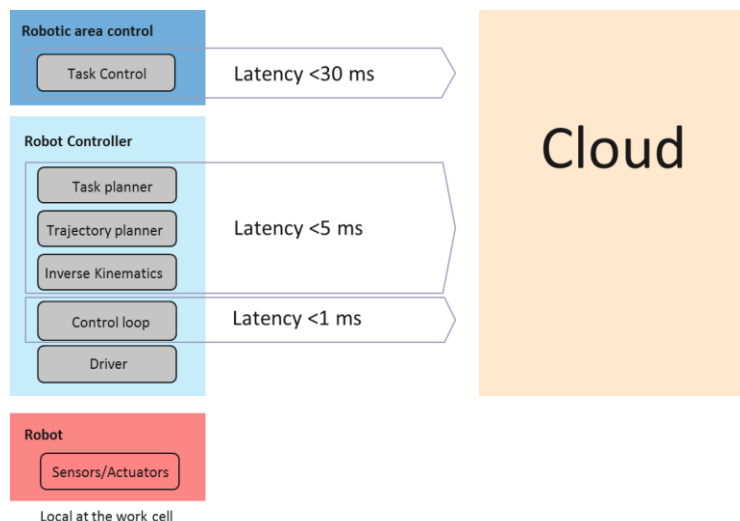 Robotic area control
Task Control
Latency <30 ms
Cloud
Robot Controller
Task planner
Trajectory planner
Latency <5 ms
Inverse Kinematics
Control loop
Latency <1 ms
Driver
Robot
Sensors/Actuators
Local at the work cell